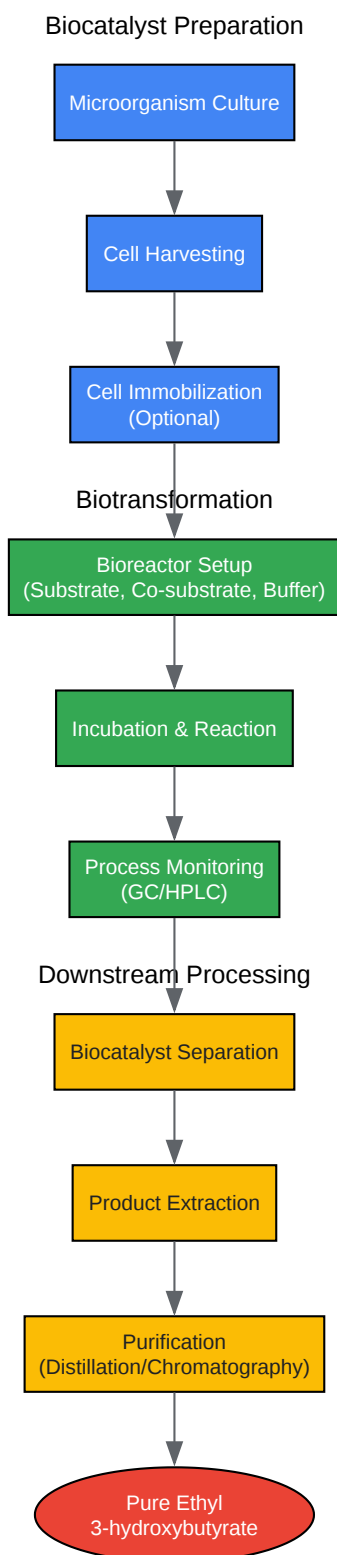 Biocatalyst Preparation
Microorganism Culture
Cell Harvesting
Cell Immobilization
(Optional)
Biotransformation
Bioreactor Setup
(Substrate, Co-substrate, Buffer)
Incubation & Reaction
Process Monitoring
(GC/HPLC)
Downstream Processing
Biocatalyst Separation
Product Extraction
Purification
(Distillation/Chromatography)
Pure Ethyl
3-hydroxybutyrate